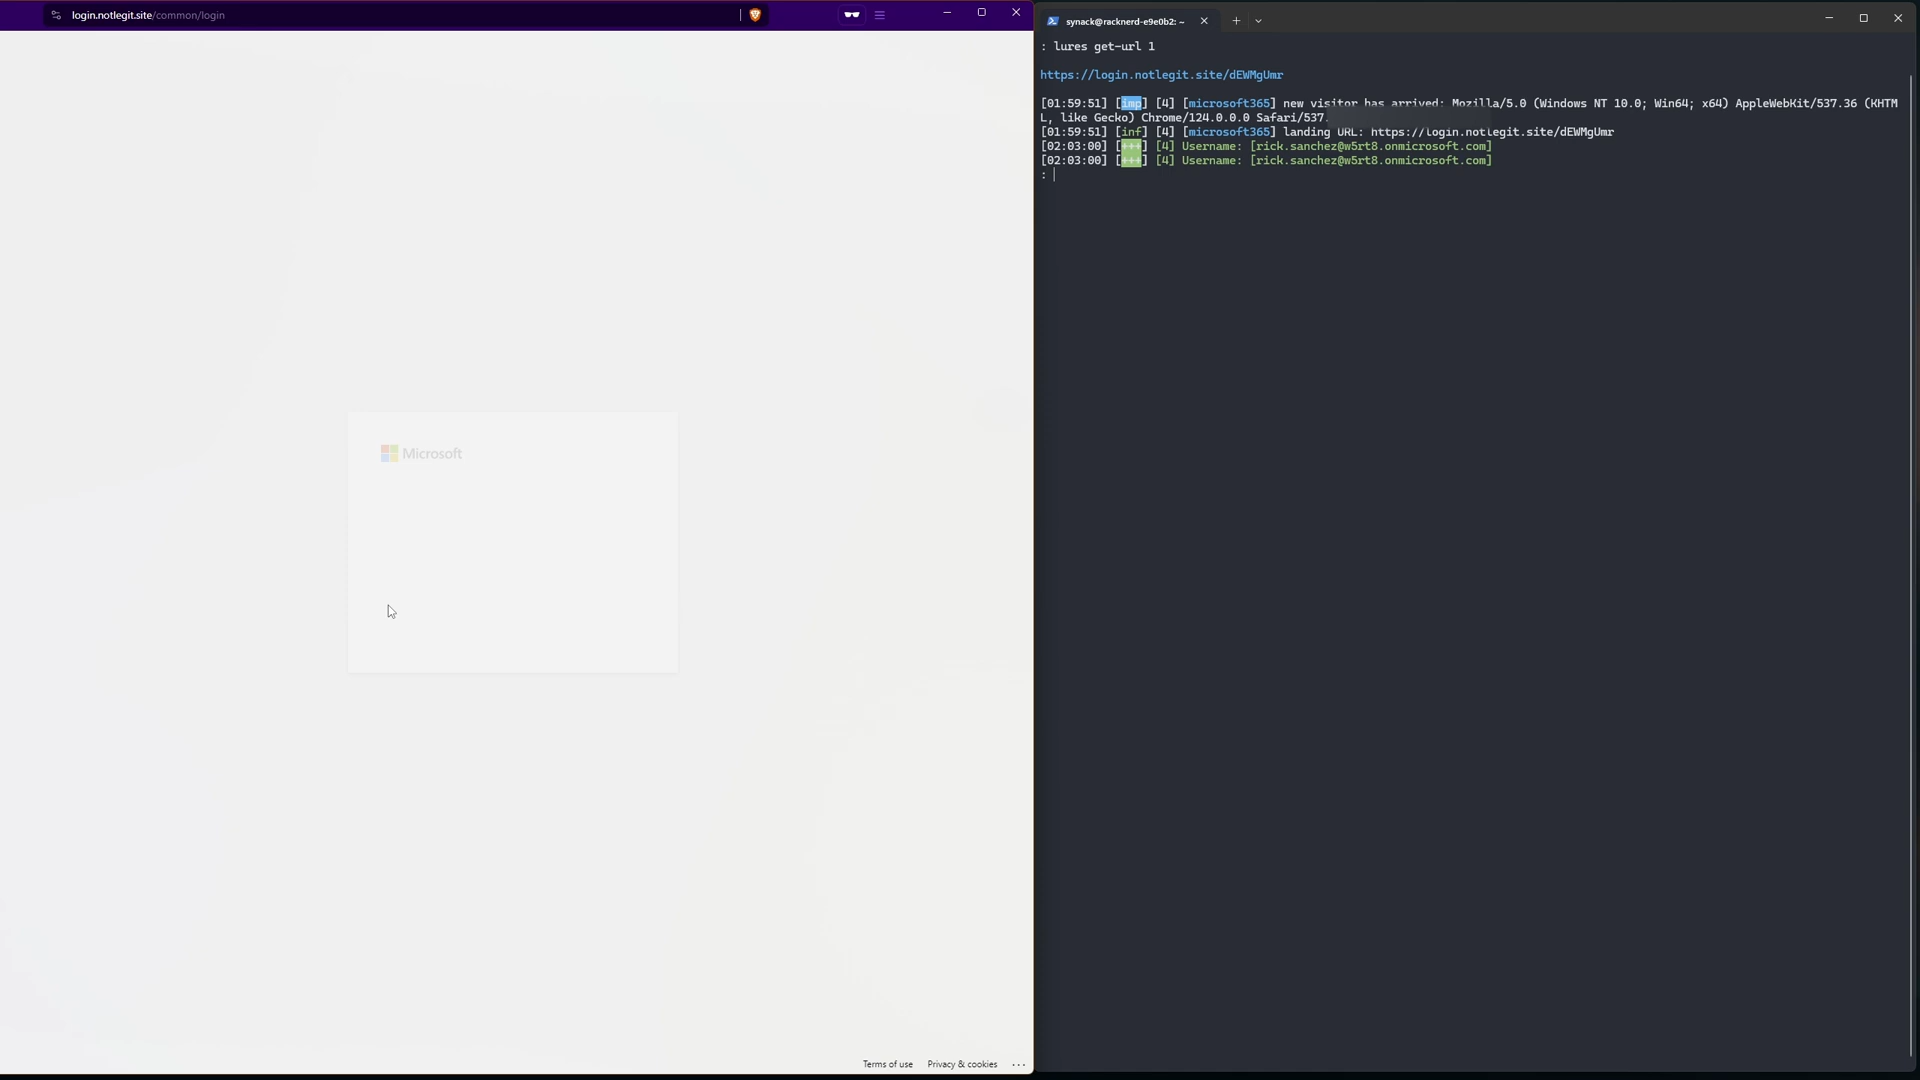 login.notlegit.site/common/login
Microsoft
Terms of use Privacy & cookies ...
synack@racknerd-e9e0b2: ~
: lures get-url 1
https://login.notlegit.site/dEWMgUmr
[01:59:51] [imp] [4] [microsoft365] new visitor has arrived: Mozilla/5.0 (Windows NT 10.0; Win64; x64) AppleWebKit/537.36 (KHTM
L, like Gecko) Chrome/124.0.0.0 Safari/537.
[01:59:51] [inf] [4] [microsoft365] landing URL: https://login.notlegit.site/dEWMgUmr
[02:03:00] [+++] [4] Username: [rick.sanchez@w5rt8.onmicrosoft.com]
[02:03:00] [+++] [4] Username: [rick.sanchez@w5rt8.onmicrosoft.com]
: